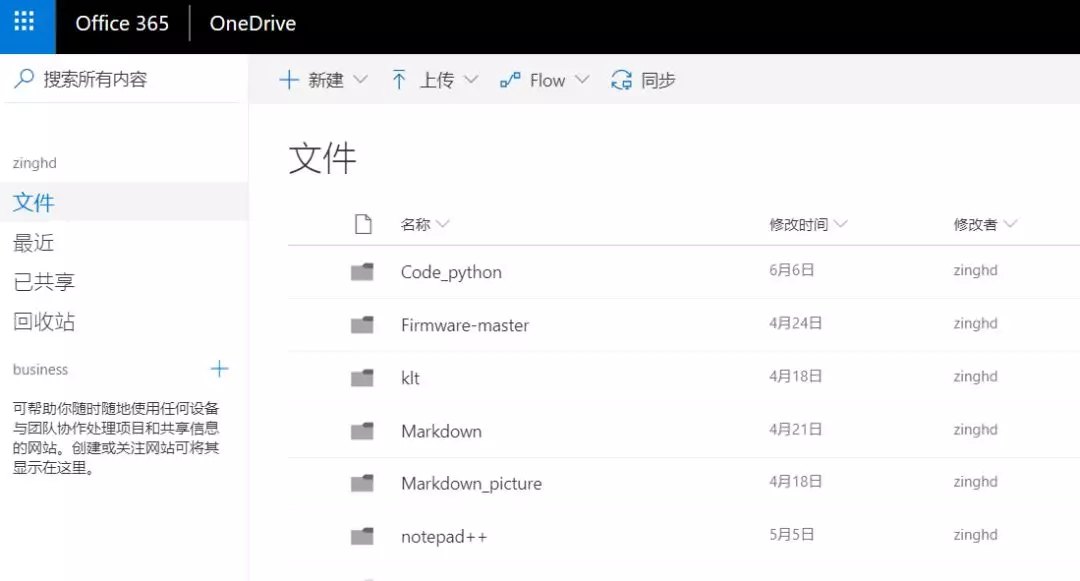 Office 365 OneDrive
搜索所有内容
新建 上传 Flow 同步
zinghd
文件
最近
已共享
回收站
business
可帮助你随时随地使用任何设备
与团队协作处理项目和共享信息
的网站。创建或关注网站可将其
显示在这里。
文件
名称 修改时间 修改者
Code_python 6月6日 zinghd
Firmware-master 4月24日 zinghd
klt 4月18日 zinghd
Markdown 4月21日 zinghd
Markdown_picture 4月18日 zinghd
notepad++ 5月5日 zinghd